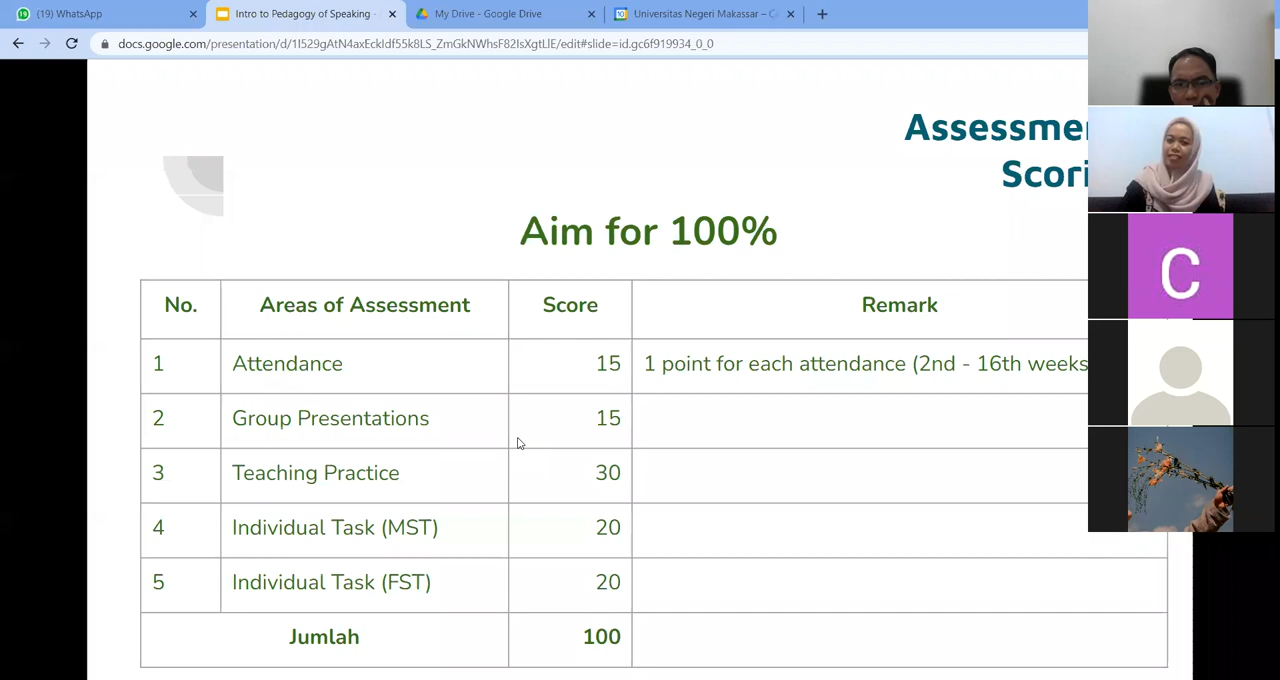 (19) WhatsApp
Intro to Pedagogy of Speaking -
My Drive - Google Drive
Universitas Negeri Makassar – C
docs.google.com/presentation/d/1I529gAtN4axEckIdf55k8LS_ZmGkNWhsF82IsXgtLlE/edit#slide=id.gc6f919934_0_0
Assessme
Scori
Aim for 100%
No. Areas of Assessment Score Remark
1 Attendance 15 1 point for each attendance (2nd - 16th weeks
2 Group Presentations 15
3 Teaching Practice 30
4 Individual Task (MST) 20
5 Individual Task (FST) 20
Jumlah 100
C